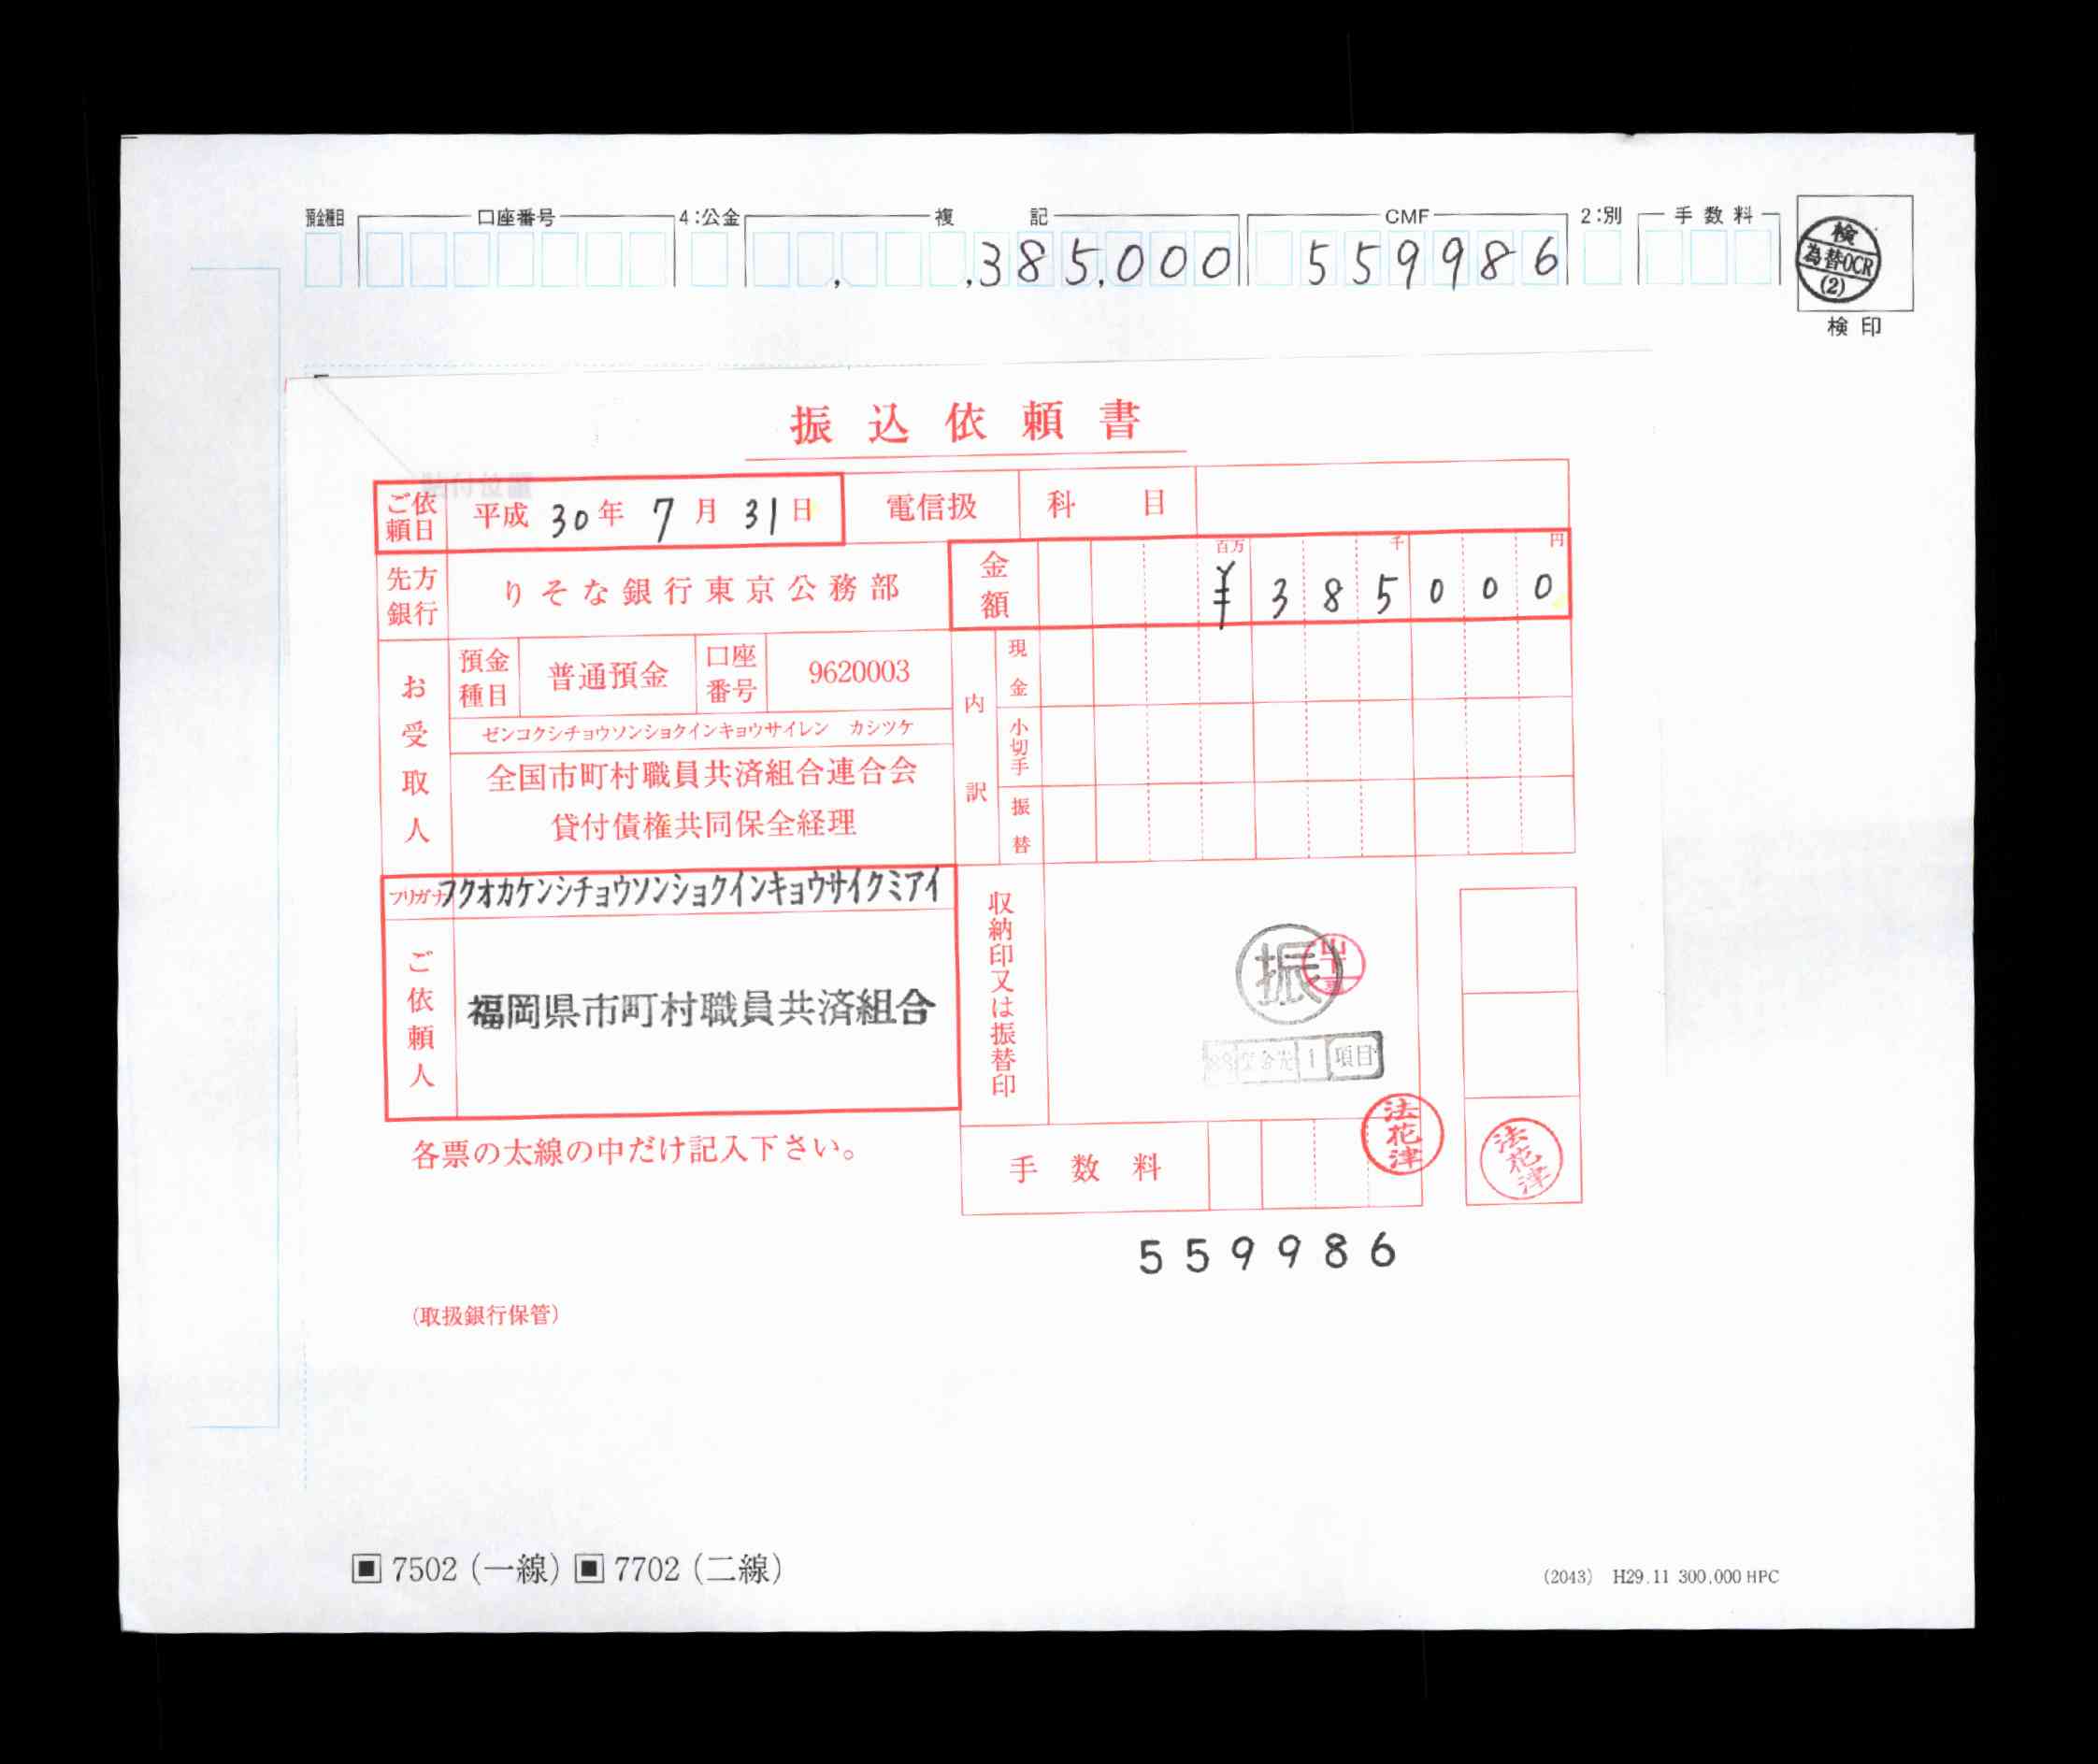 預金種目 口座番号 4:公金 複 記 CMF 2:別 手数料
,385,000 559986
検
為替OCR
(2)
検印
振込依頼書
ご依頼日 平成 30年 7月 31日 電信扱 科目
先方銀行 りそな銀行東京公務部
金額 百万 千 円
¥385000
お受取人 預金種目 普通預金 口座番号 9620003
ゼンコクシチョウソンショクインキョウサイレン カシツケ
全国市町村職員共済組合連合会
貸付債権共同保全経理
内訳 現金
小切手
振替
フリガナ フクオカケンシチョウソンショクインキョウサイクミアイ
ご依頼人 福岡県市町村職員共済組合
収納印又は振替印
振
山下
1 項目
法花津
法花津
各票の太線の中だけ記入下さい。
手数料
559986
(取扱銀行保管)
▣ 7502(一線) ▣ 7702(二線)
(2043) H29.11 300,000 HPC